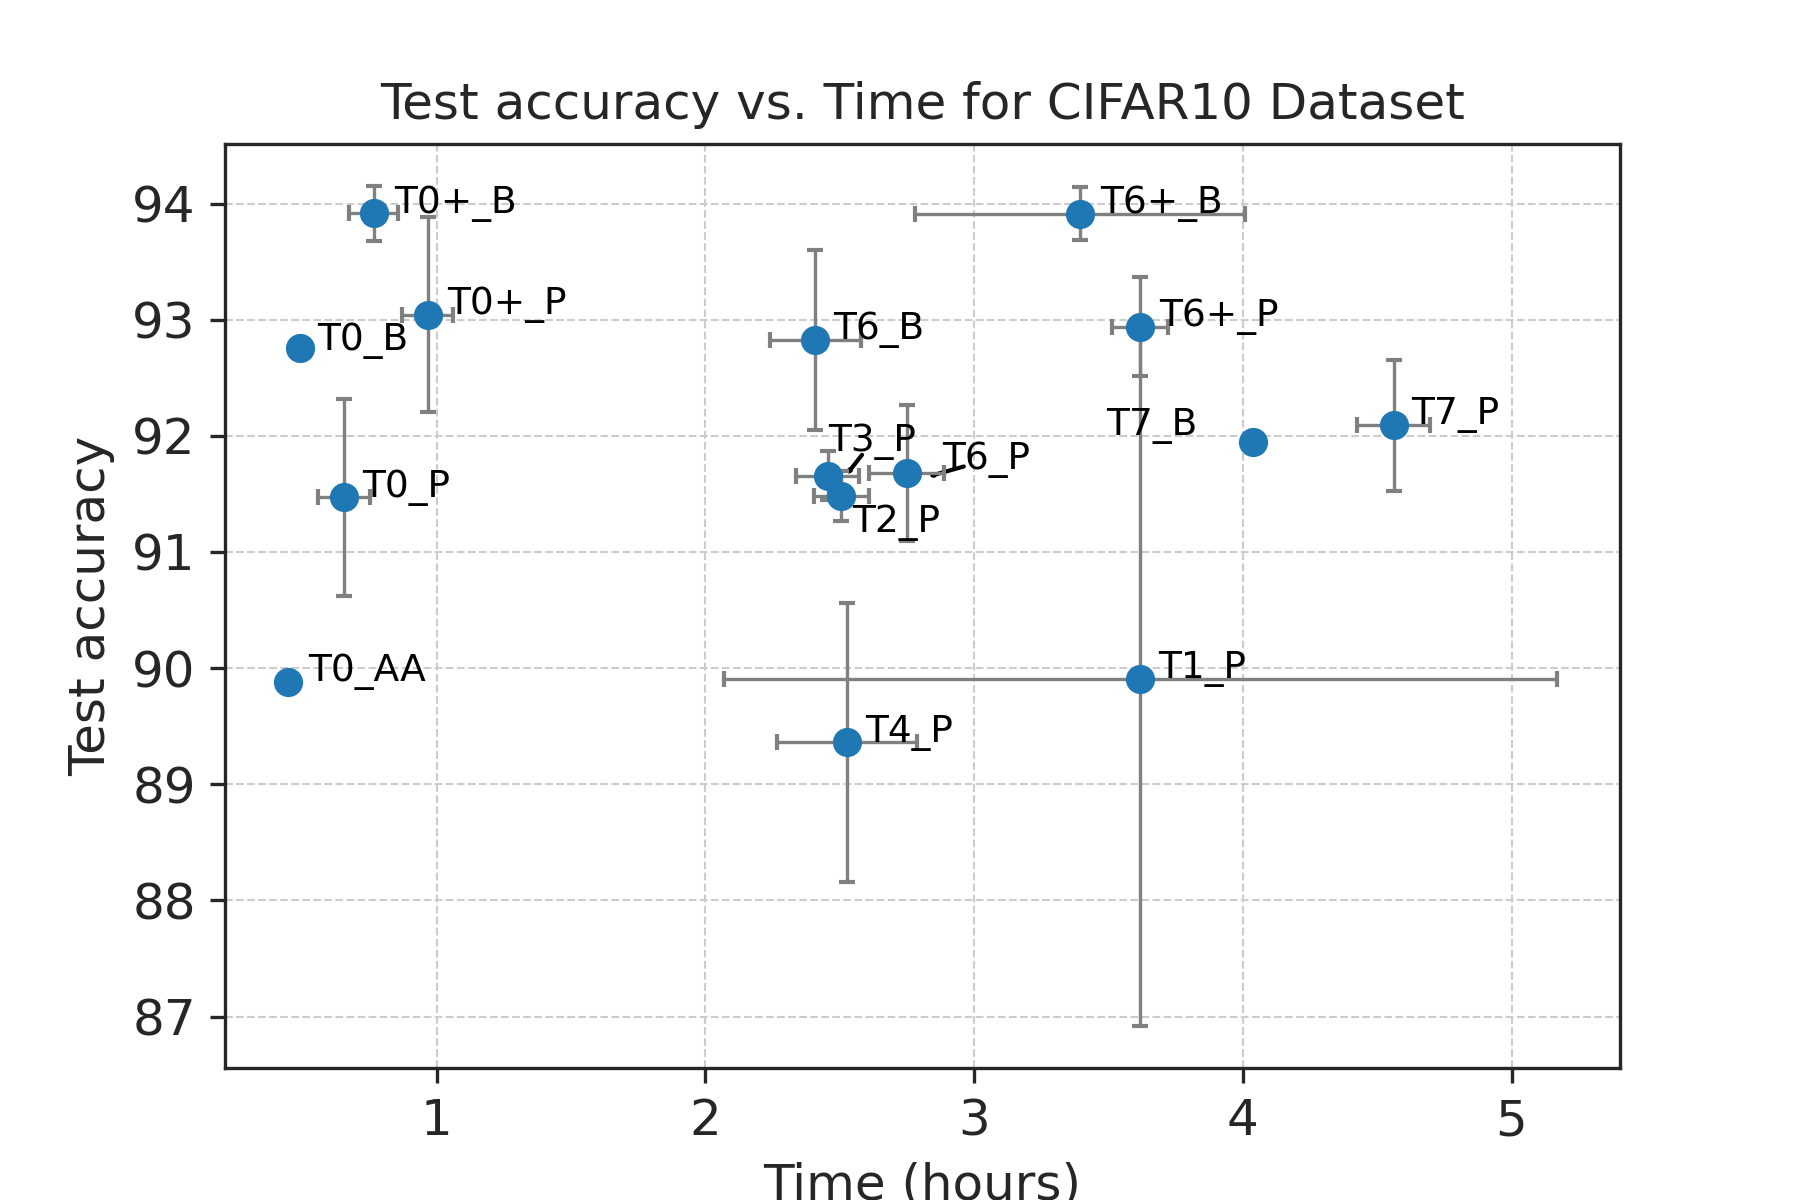 Test accuracy vs. Time for CIFAR10 Dataset
Test accuracy
94
93
92
91
90
89
88
87
T0+_B
T6+_B
T0+_P
T6+_P
T0_B
T6_B
T7_B
T7_P
T3_P
T6_P
T0_P
T2_P
T0_AA
T1_P
T4_P
1
2
3
4
5
Time (hours)